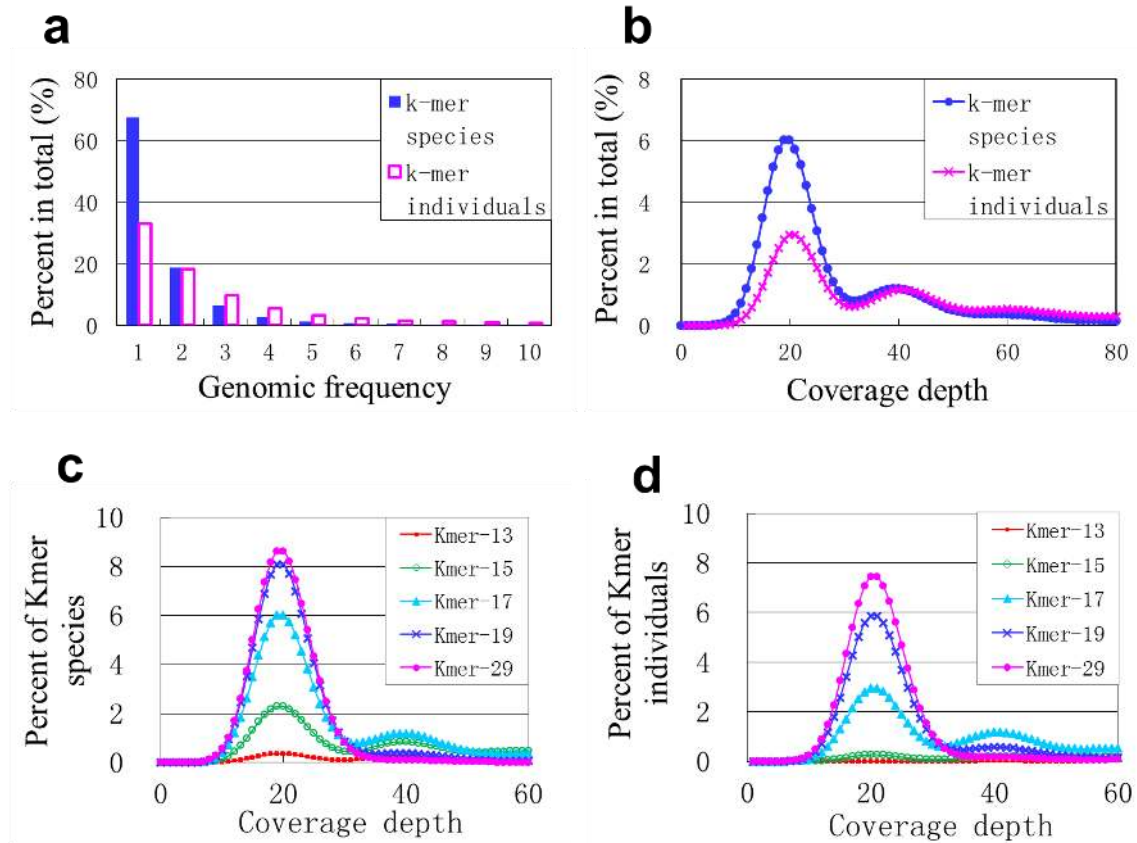 a
Percent in total (%)
80
60
40
20
0
k-mer
species
k-mer
individuals
1 2 3 4 5 6 7 8 9 10
Genomic frequency
b
Percent in total (%)
8
6
4
2
0
k-mer
species
k-mer
individuals
0 20 40 60 80
Coverage depth
c
Percent of Kmer
species
10
8
6
4
2
0
Kmer-13
Kmer-15
Kmer-17
Kmer-19
Kmer-29
0 20 40 60
Coverage depth
d
Percent of Kmer
individuals
10
8
6
4
2
0
Kmer-13
Kmer-15
Kmer-17
Kmer-19
Kmer-29
0 20 40 60
Coverage depth